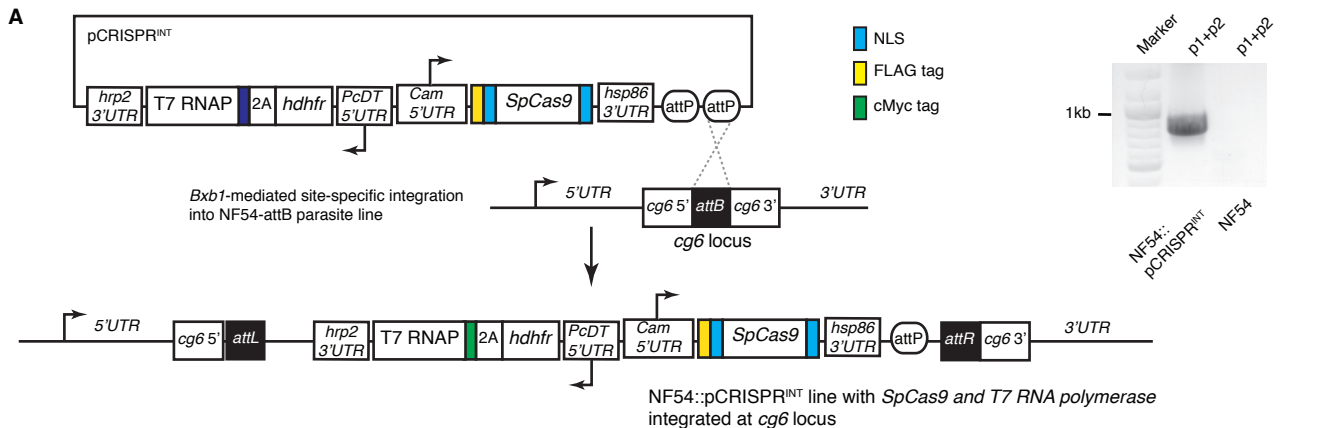 A
pCRISPRINT
hrp2
3’UTR
T7 RNAP
2A
hdhfr
PcDT
5’UTR
Cam
5’UTR
SpCas9
hsp86
3’UTR
attP
attP
NLS
FLAG tag
cMyc tag
Bxb1-mediated site-specific integration
into NF54-attB parasite line
5’UTR
cg6 5’
attB
cg6 3’
3’UTR
cg6 locus
5’UTR
cg6 5’
attL
hrp2
3’UTR
T7 RNAP
2A
hdhfr
PcDT
5’UTR
Cam
5’UTR
SpCas9
hsp86
3’UTR
attP
attR
cg6 3’
3’UTR
NF54::pCRISPRINT line with SpCas9 and T7 RNA polymerase
integrated at cg6 locus
Marker
p1+p2
p1+p2
1kb
NF54::
pCRISPRINT
NF54